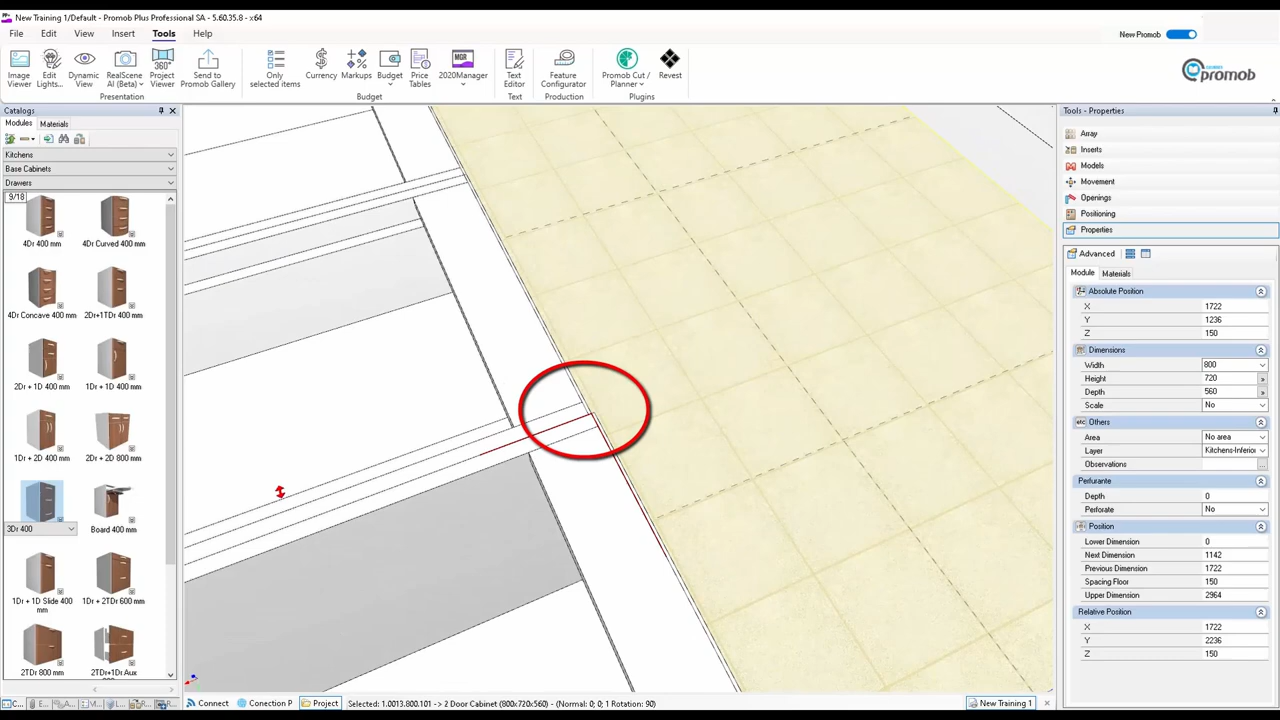 New Training 1/Default - Promob Plus Professional SA - 5.60.35.8 - x64
File Edit View Insert Tools Help
New Promob
Image Viewer
Edit Lights...
Dynamic View
RealScene AI (Beta)
Project Viewer
Send to Promob Gallery
Presentation
Only selected items
Currency
Markups
Budget
Price Tables
2020Manager
Budget
Text Editor
Text
Feature Configurator
Production
Promob Cut / Planner
Revest
Plugins
promob
Catalogs
Modules Materials
Kitchens
Base Cabinets
Drawers
9/18
4Dr 400 mm
4Dr Curved 400 mm
4Dr Concave 400 mm
2Dr+1TDr 400 mm
2Dr + 1D 400 mm
1Dr + 1D 400 mm
1Dr + 2D 400 mm
2Dr + 2D 800 mm
3Dr 400
Board 400 mm
1Dr + 1D Slide 400 mm
1Dr + 2TDr 600 mm
2TDr 800 mm
2TDr+1Dr Aux
Tools - Properties
Array
Inserts
Models
Movement
Openings
Positioning
Properties
Advanced
Module Materials
Absolute Position
X 1722
Y 1236
Z 150
Dimensions
Width 800
Height 720
Depth 560
Scale No
Others
Area No area
Layer Kitchens-Inferior
Observations
Perfurante
Depth 0
Perforate No
Position
Lower Dimension 0
Next Dimension 1142
Previous Dimension 1722
Spacing Floor 150
Upper Dimension 2964
Relative Position
X 1722
Y 2236
Z 150
Connect
Conection P
Project
Selected: 1.0013.800.101 -> 2 Door Cabinet (800x720x560) - (Normal: 0; 0; 1 Rotation: 90)
New Training 1